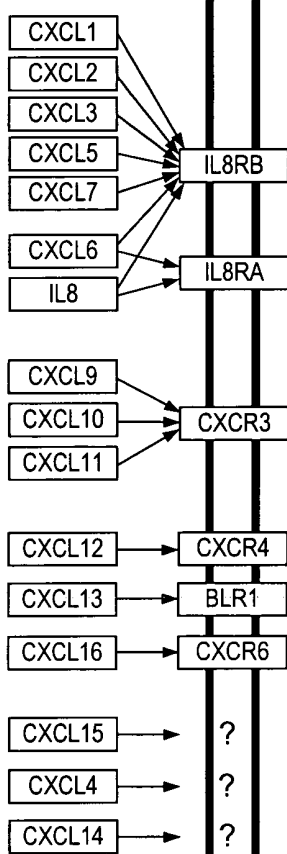 CXCL1
CXCL2
CXCL3
CXCL5
IL8RB
CXCL7
CXCL6
IL8RA
IL8
CXCL9
CXCL10
CXCR3
CXCL11
CXCL12
CXCR4
CXCL13
BLR1
CXCL16
CXCR6
CXCL15
?
CXCL4
?
CXCL14
?